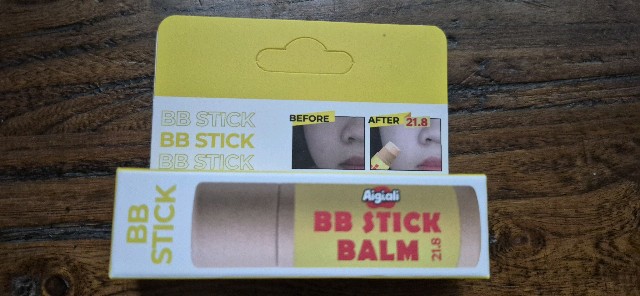 BB STICK
BB STICK
BB STICK
BEFORE
AFTER 21.8
BB
STICK
Aigiali
BB STICK
BALM
21.8